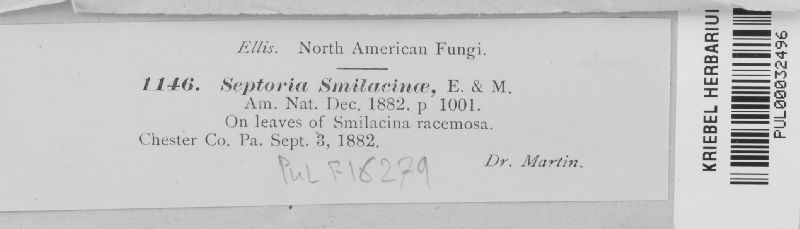 Ellis. North American Fungi.
1146. Septoria Smilacinæ, E. & M.
Am. Nat. Dec. 1882. p 1001.
On leaves of Smilacina racemosa.
Chester Co. Pa. Sept. 3, 1882.
Dr. Martin.
PuL F16279
KRIEBEL HERBARIU
PUL00032496